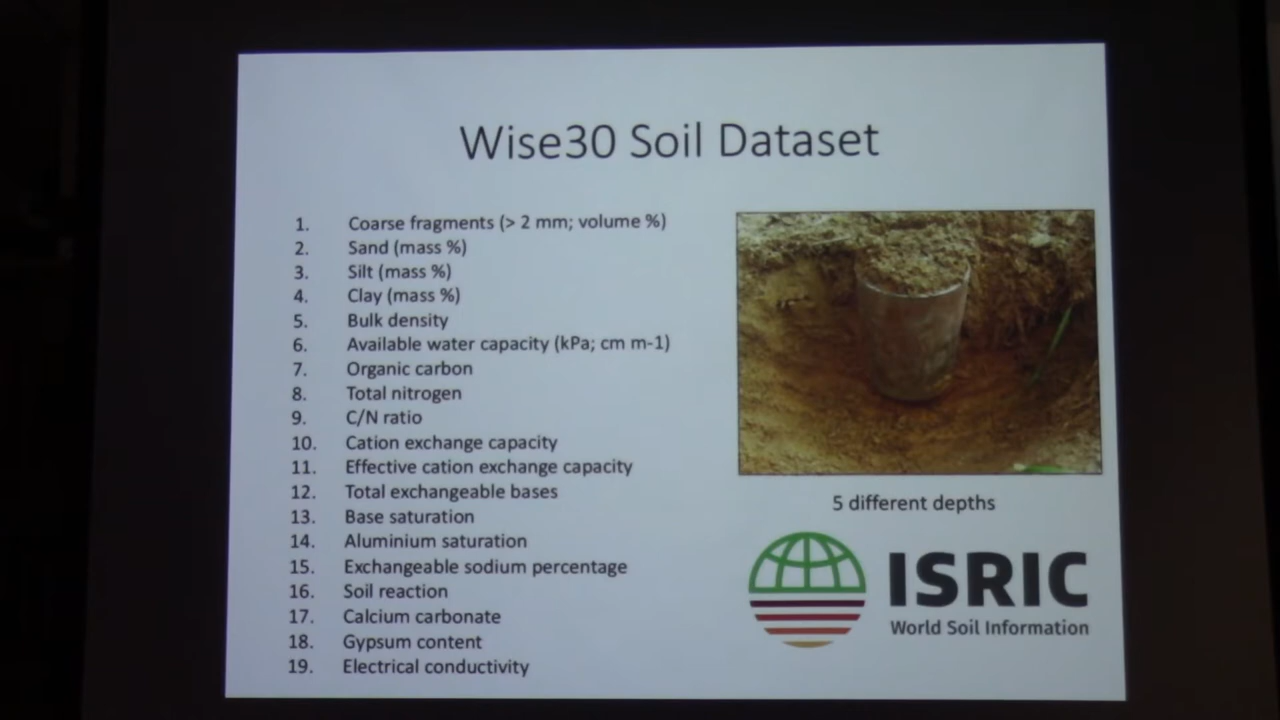 Wise30 Soil Dataset
1. Coarse fragments (> 2 mm; volume %)
2. Sand (mass %)
3. Silt (mass %)
4. Clay (mass %)
5. Bulk density
6. Available water capacity (kPa; cm m-1)
7. Organic carbon
8. Total nitrogen
9. C/N ratio
10. Cation exchange capacity
11. Effective cation exchange capacity
12. Total exchangeable bases
13. Base saturation
14. Aluminium saturation
15. Exchangeable sodium percentage
16. Soil reaction
17. Calcium carbonate
18. Gypsum content
19. Electrical conductivity
5 different depths
ISRIC
World Soil Information